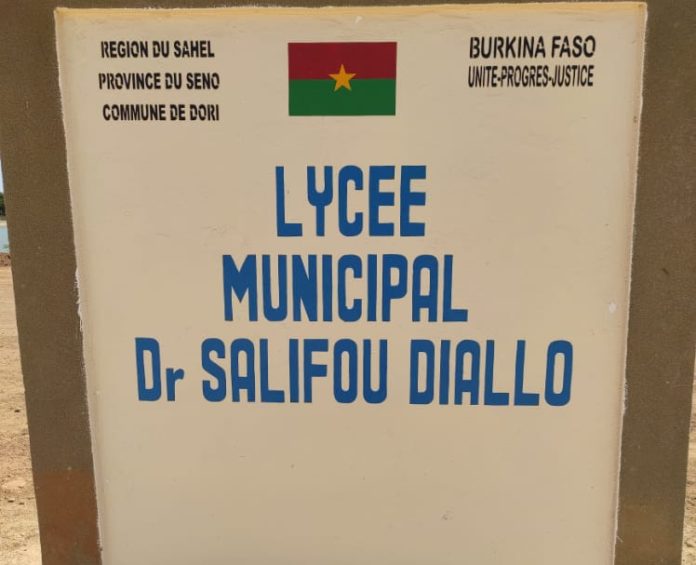 REGION DU SAHEL
PROVINCE DU SENO
COMMUNE DE DORI
BURKINA FASO
UNITE-PROGRES-JUSTICE
LYCEE
MUNICIPAL
Dr SALIFOU DIALLO